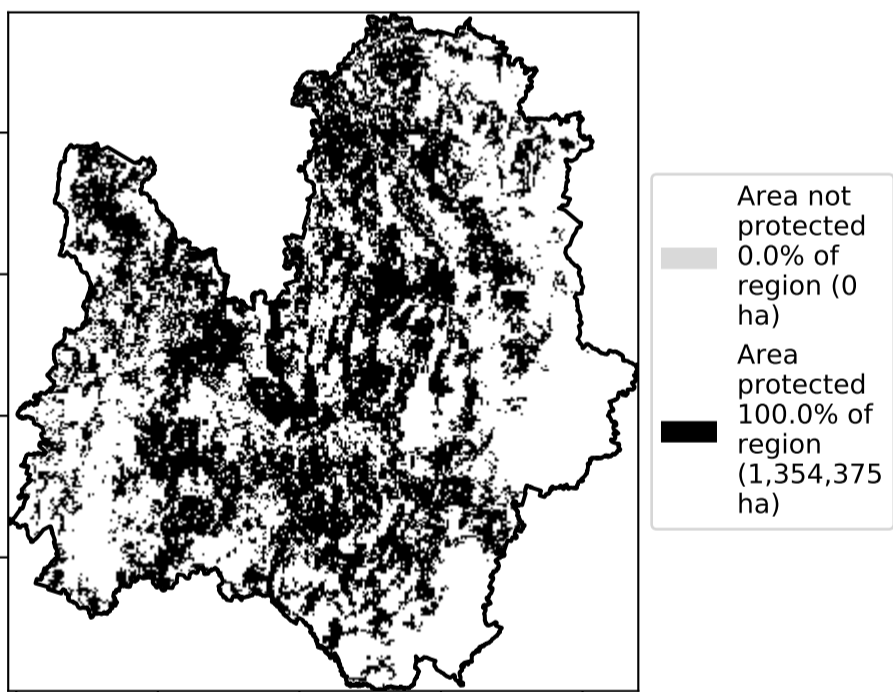 Area not
protected
0.0% of
region (0
ha)
Area
protected
100.0% of
region
(1,354,375
ha)